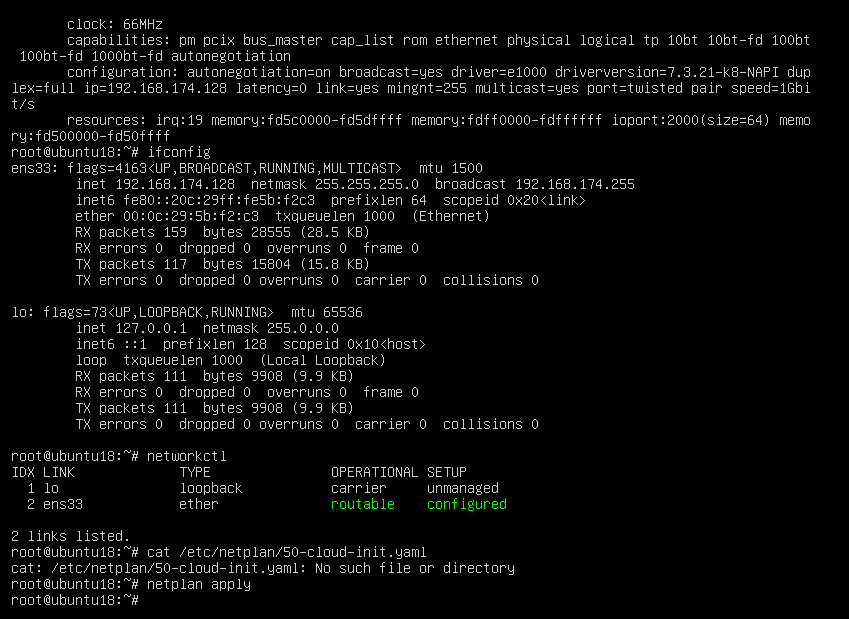 clock: 66MHz
capabilities: pm pcix bus_master cap_list rom ethernet physical logical tp 10bt 10bt-fd 100bt
100bt-fd 1000bt-fd autonegotiation
configuration: autonegotiation=on broadcast=yes driver=e1000 driverversion=7.3.21-k8-NAPI dup
lex=full ip=192.168.174.128 latency=0 link=yes mingnt=255 multicast=yes port=twisted pair speed=1Gbi
t/s
resources: irq:19 memory:fd5c0000-fd5dffff memory:fdff0000-fdffffff ioport:2000(size=64) memo
ry:fd500000-fd50ffff
root@ubuntu18:~# ifconfig
ens33: flags=4163<UP,BROADCAST,RUNNING,MULTICAST>  mtu 1500
inet 192.168.174.128  netmask 255.255.255.0  broadcast 192.168.174.255
inet6 fe80::20c:29ff:fe5b:f2c3  prefixlen 64  scopeid 0x20<link>
ether 00:0c:29:5b:f2:c3  txqueuelen 1000  (Ethernet)
RX packets 159  bytes 28555 (28.5 KB)
RX errors 0  dropped 0  overruns 0  frame 0
TX packets 117  bytes 15804 (15.8 KB)
TX errors 0  dropped 0 overruns 0  carrier 0  collisions 0
lo: flags=73<UP,LOOPBACK,RUNNING>  mtu 65536
inet 127.0.0.1  netmask 255.0.0.0
inet6 ::1  prefixlen 128  scopeid 0x10<host>
loop  txqueuelen 1000  (Local Loopback)
RX packets 111  bytes 9908 (9.9 KB)
RX errors 0  dropped 0  overruns 0  frame 0
TX packets 111  bytes 9908 (9.9 KB)
TX errors 0  dropped 0 overruns 0  carrier 0  collisions 0
root@ubuntu18:~# networkctl
IDX LINK             TYPE               OPERATIONAL SETUP
1 lo               loopback           carrier     unmanaged
2 ens33            ether              routable    configured
2 links listed.
root@ubuntu18:~# cat /etc/netplan/50-cloud-init.yaml
cat: /etc/netplan/50-cloud-init.yaml: No such file or directory
root@ubuntu18:~# netplan apply
root@ubuntu18:~#